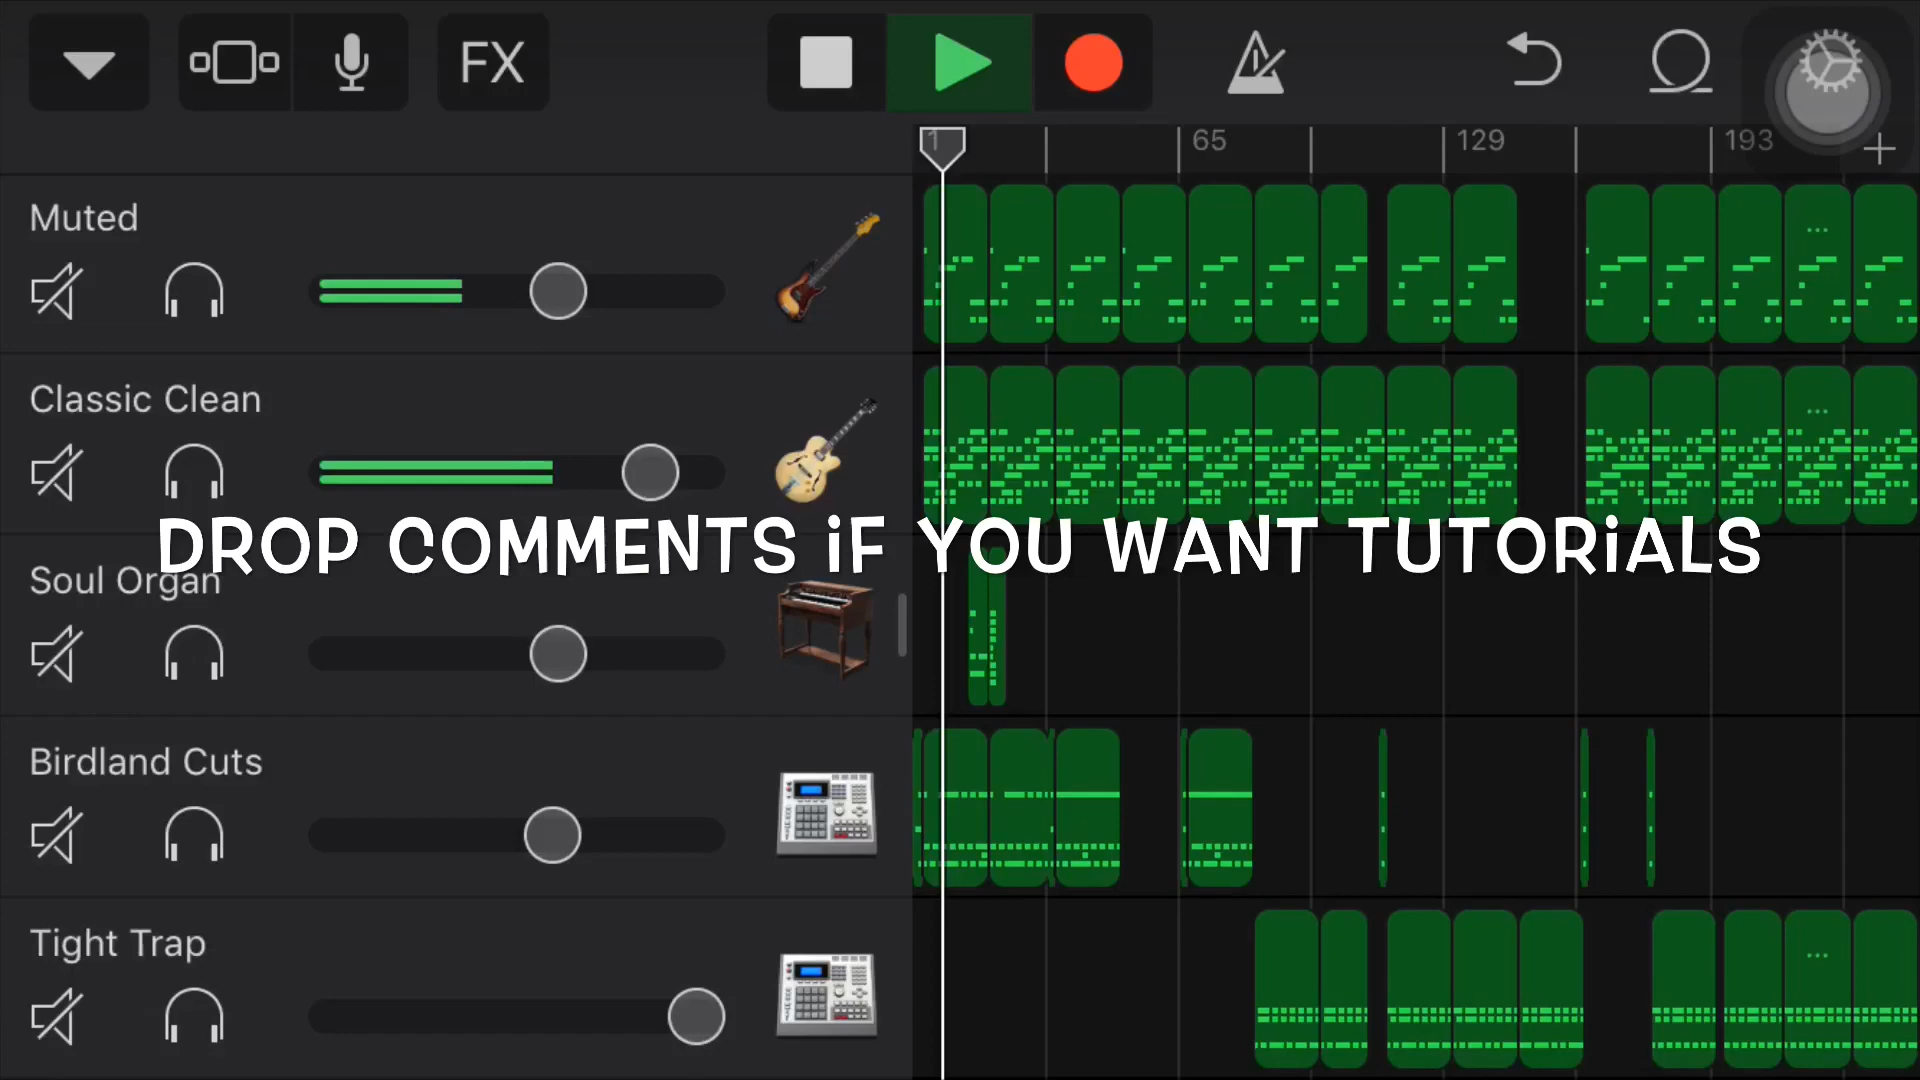 FX
1
65
129
193
Muted
Classic Clean
DROP COMMENTS iF YOU WANT TUTORiALS
Soul Organ
Birdland Cuts
Tight Trap